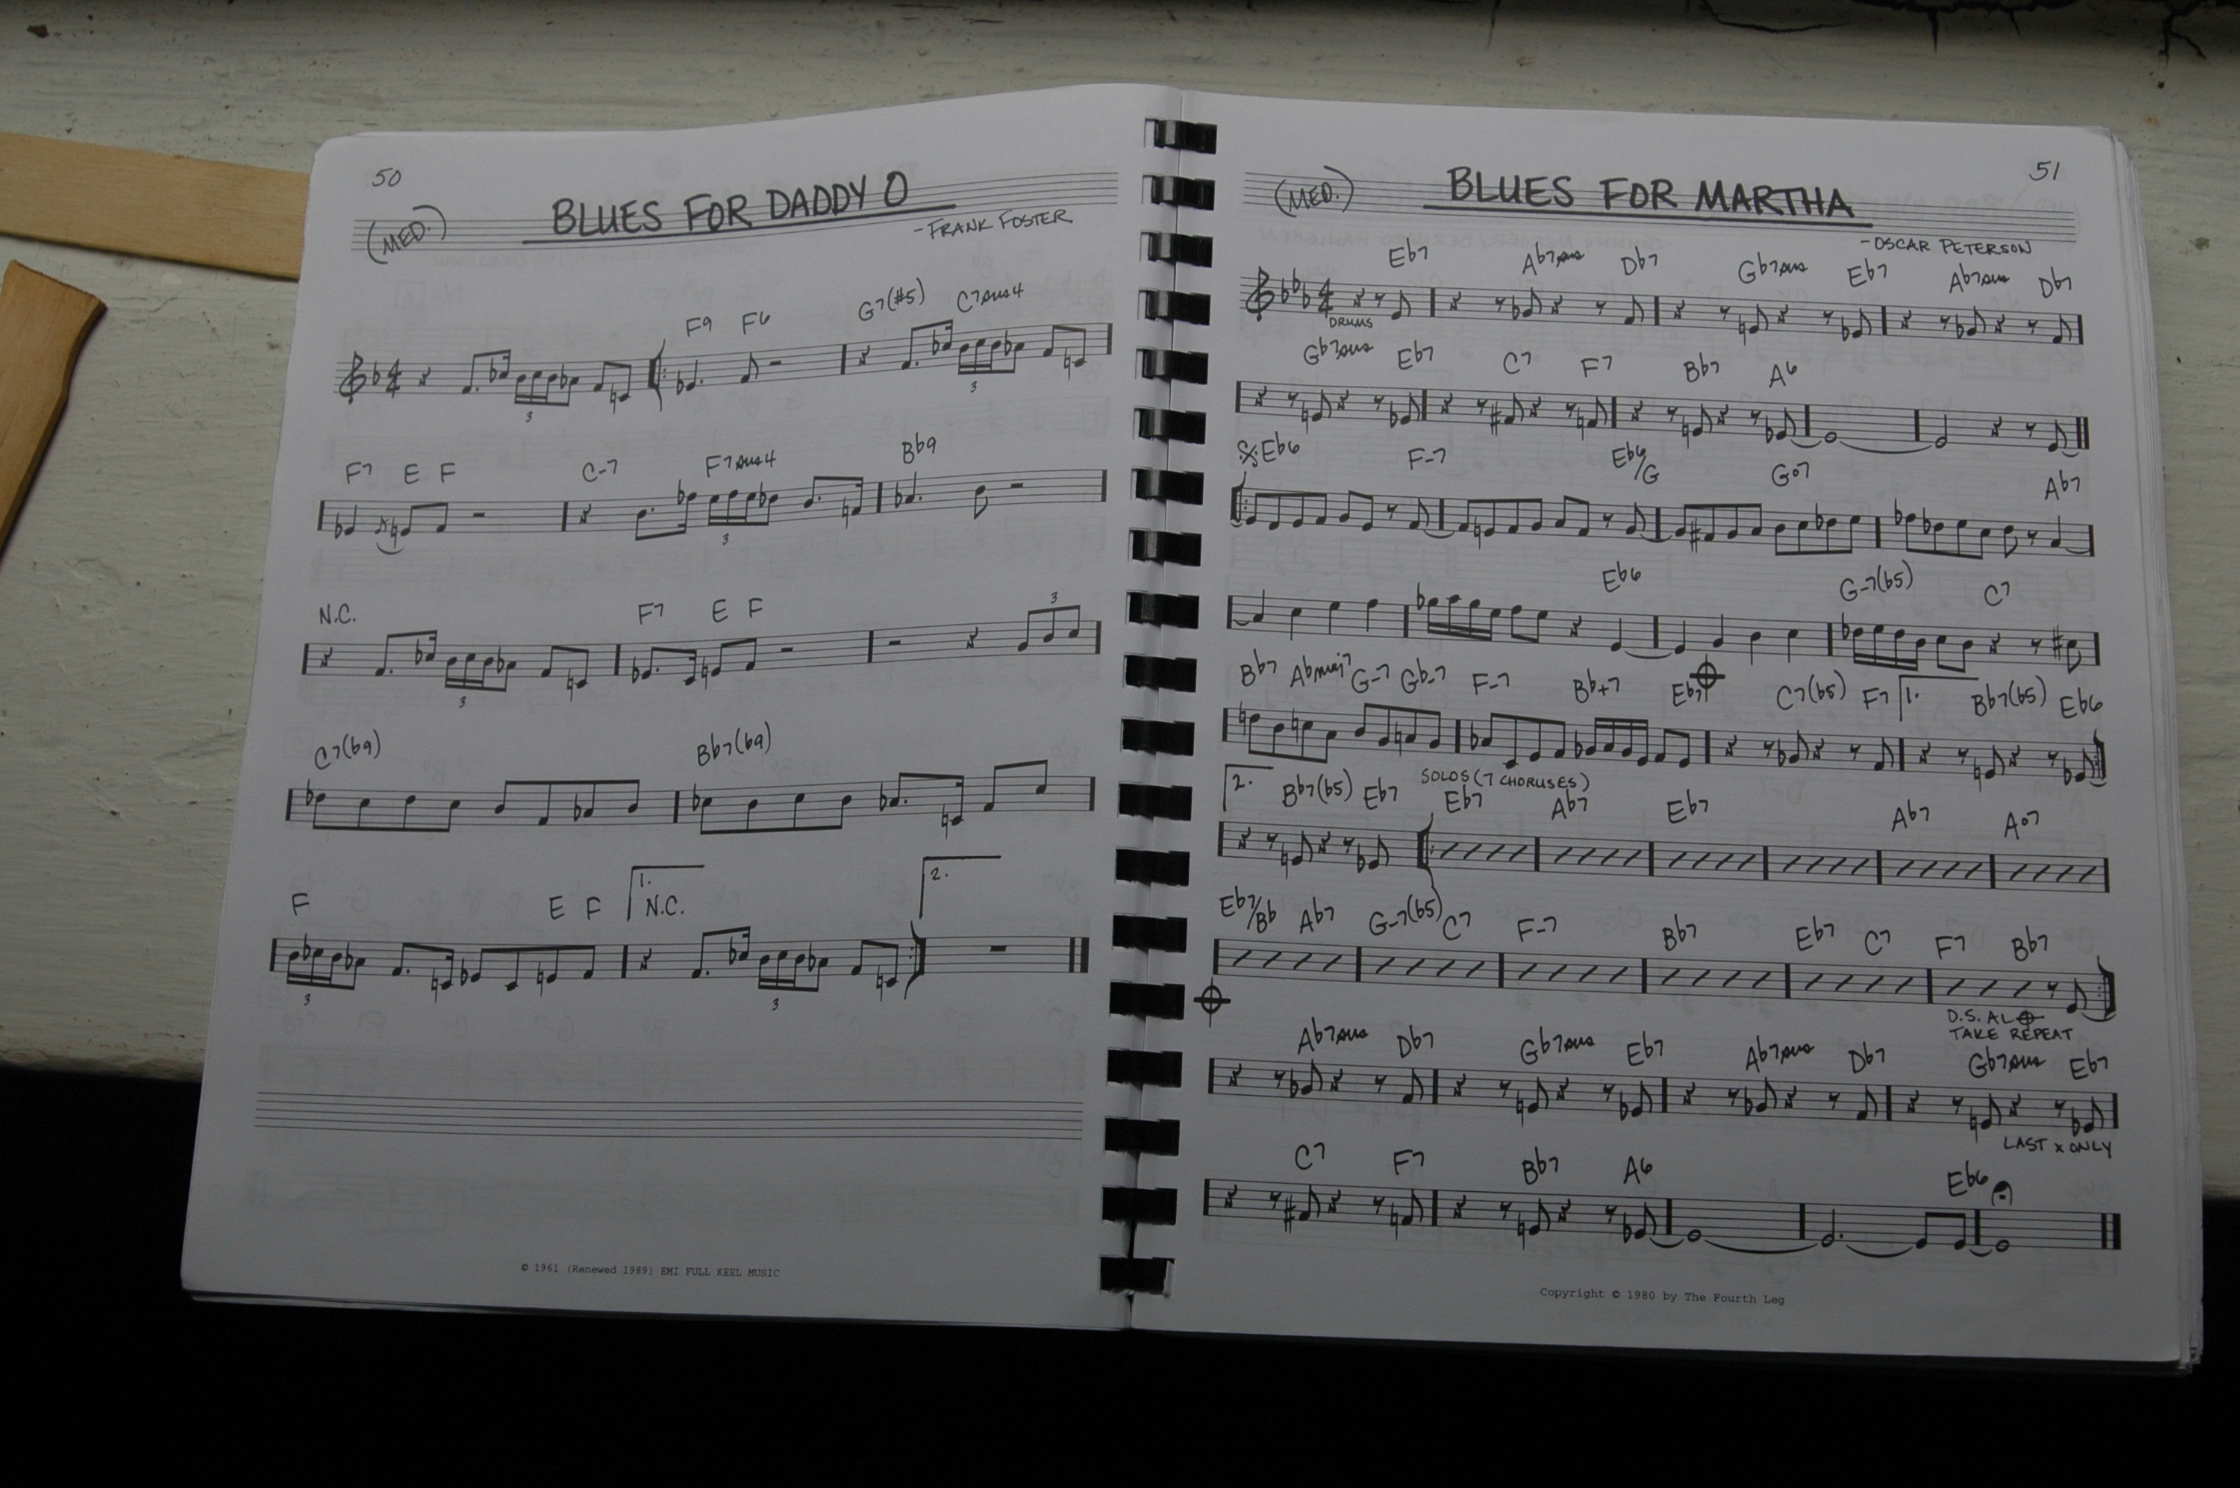 50
BLUES FOR DADDY O
(MED.)
- FRANK FOSTER
F9 F6 G7(#5) C7sus4
3 3
F7 E F C-7 F7sus4 Bb9
3
N.C. F7 E F
3 3
C7(b9) Bb7(b9)
F E F 1. N.C. 2.
3 3
© 1961 (Renewed 1989) EMI FULL KEEL MUSIC
51
BLUES FOR MARTHA
(MED.)
- OSCAR PETERSON
Eb7 Ab7sus Db7 Gb7sus Eb7 Ab7sus Db7
DRUMS
Gb7sus Eb7 C7 F7 Bb7 A6
Eb6 F-7 Eb6/G G°7 Ab7
Eb6 G-7(b5) C7
Bb7 Abmaj7 G-7 Gb-7 F-7 Bb+7 Eb7 C7(b5) F7 1. Bb7(b5) Eb6
2. Bb7(b5) Eb7 SOLOS (7 CHORUSES)
Eb7 Ab7 Eb7 Ab7 A°7
Eb7/Bb Ab7 G-7(b5) C7 F-7 Bb7 Eb7 C7 F7 Bb7
D.S. AL
TAKE REPEAT
Ab7sus Db7 Gb7sus Eb7 Ab7sus Db7 Gb7sus Eb7
LAST x ONLY
C7 F7 Bb7 A6 Eb6
Copyright © 1980 by The Fourth Leg